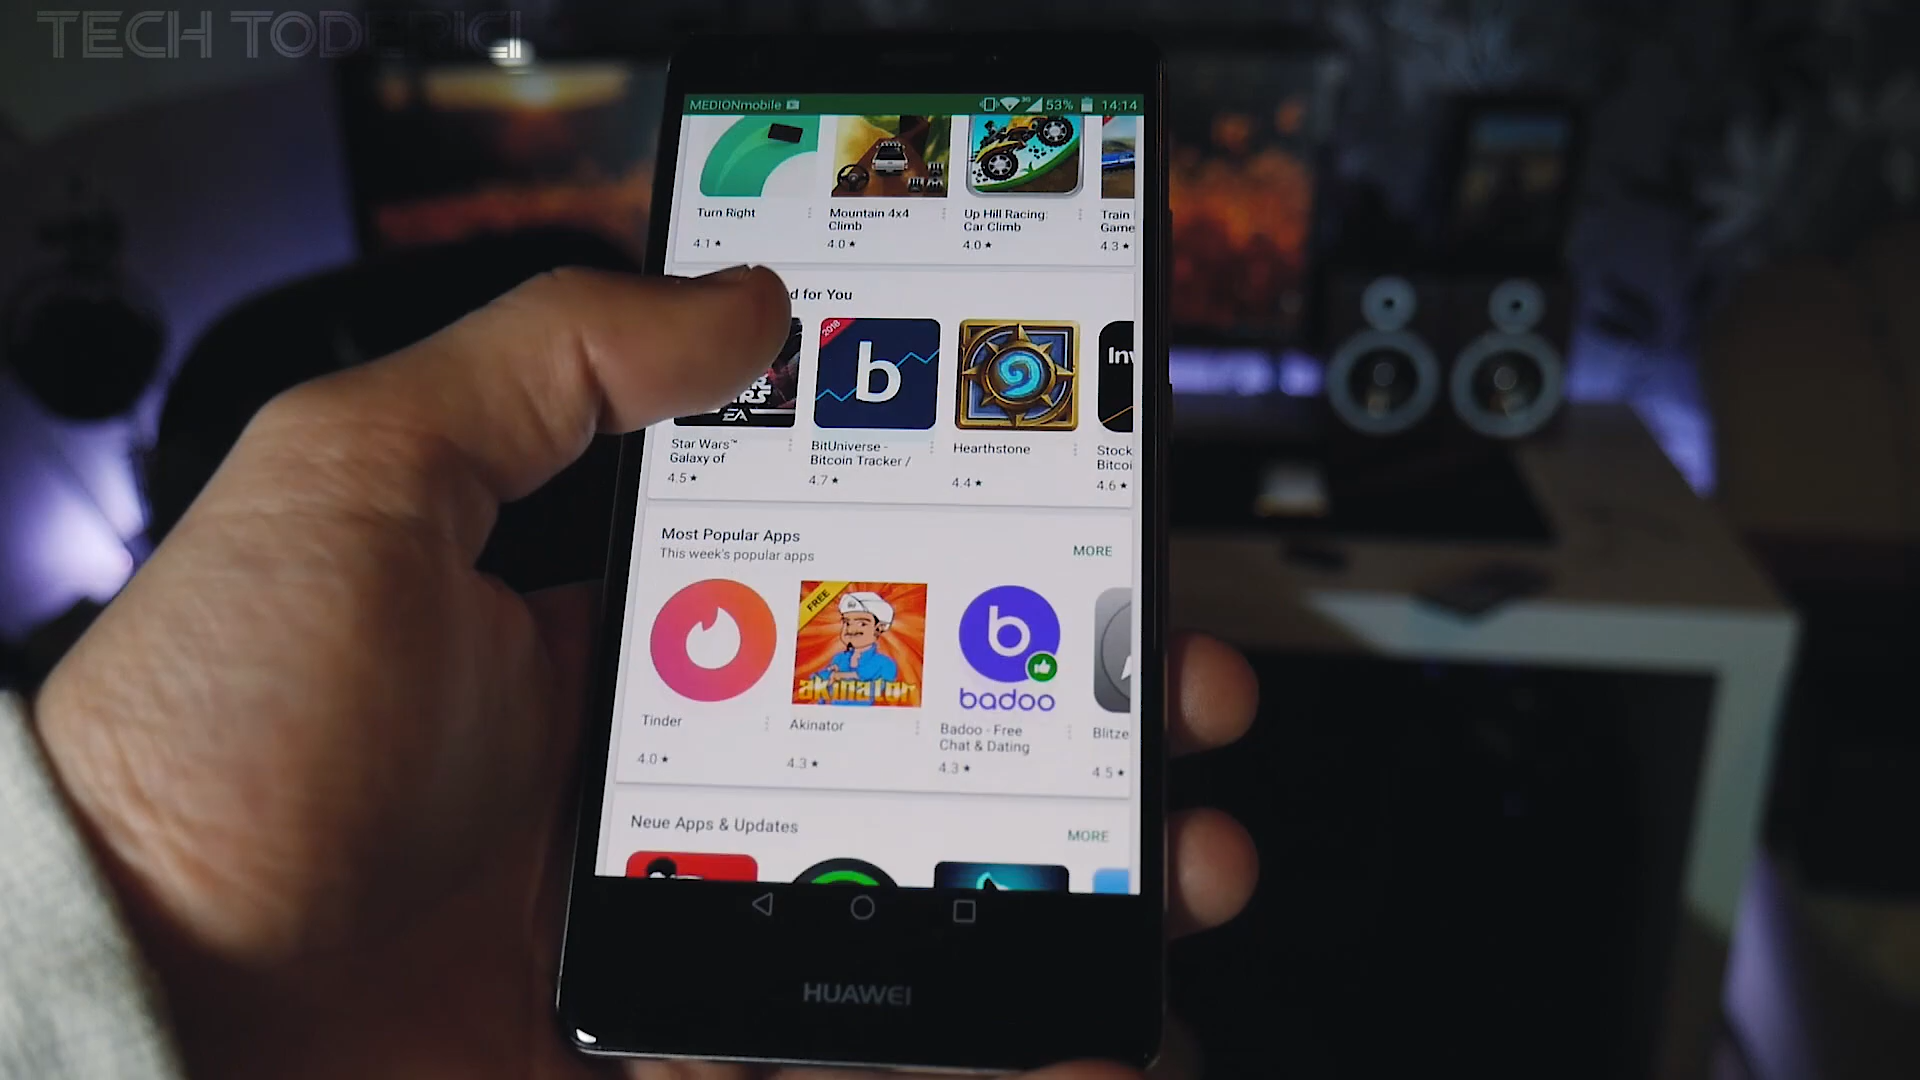 TECH TODERICI
MEDIONmobile
3G
53%
14:14
Turn Right
4.1 ★
Mountain 4x4
Climb
4.0 ★
Up Hill Racing:
Car Climb
4.0 ★
Train
Game
4.3 ★
d for You
EA
Star Wars™
Galaxy of
4.5 ★
2018
b
BitUniverse -
Bitcoin Tracker /
4.7 ★
Hearthstone
4.4 ★
Inv
Stock
Bitcoi
4.6 ★
Most Popular Apps
This week's popular apps
MORE
Tinder
4.0 ★
FREE
akinator
Akinator
4.3 ★
b
badoo
Badoo - Free
Chat & Dating
4.3 ★
Blitze
4.5 ★
Neue Apps & Updates
MORE
HUAWEI